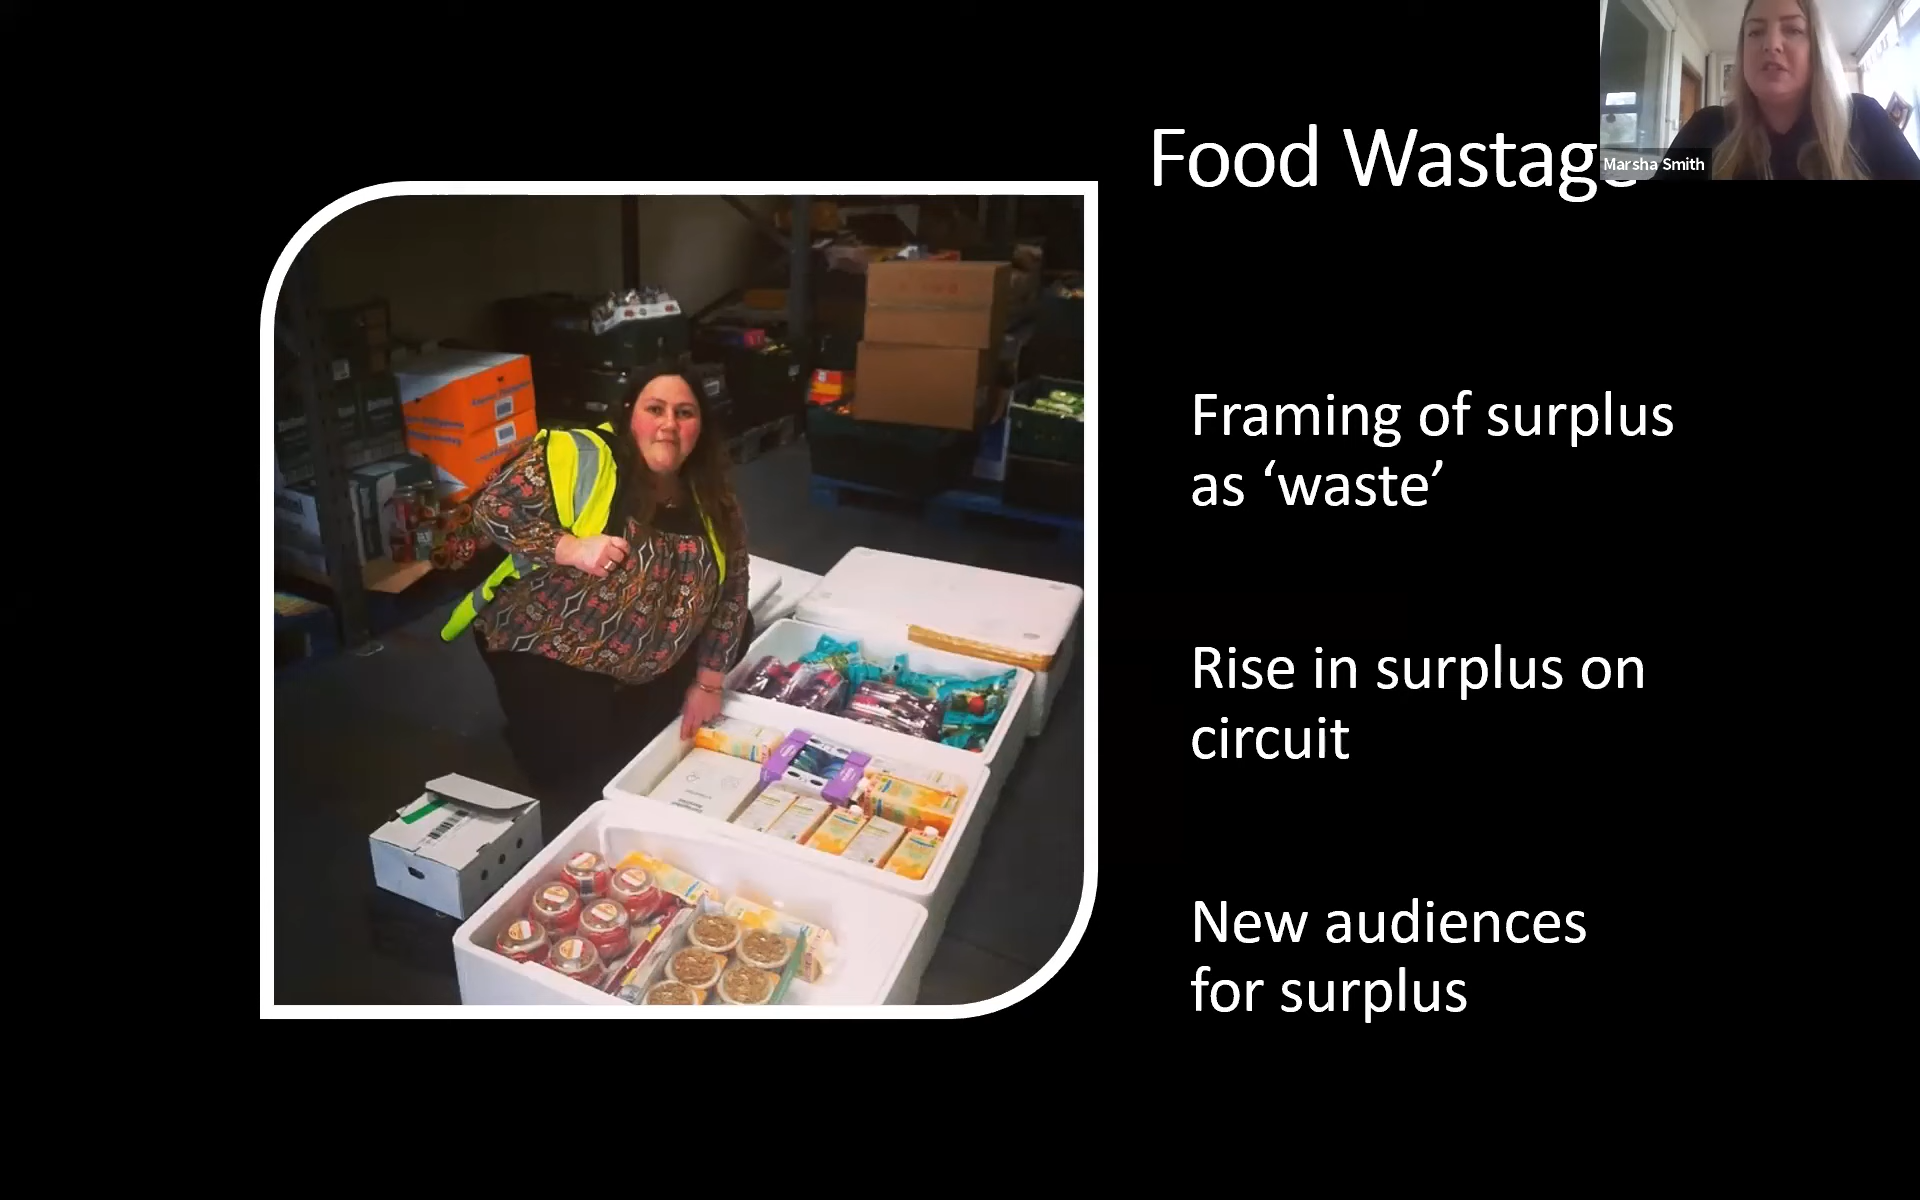 Food Wastage
Marsha Smith
Framing of surplus
as ‘waste’
Rise in surplus on
circuit
New audiences
for surplus